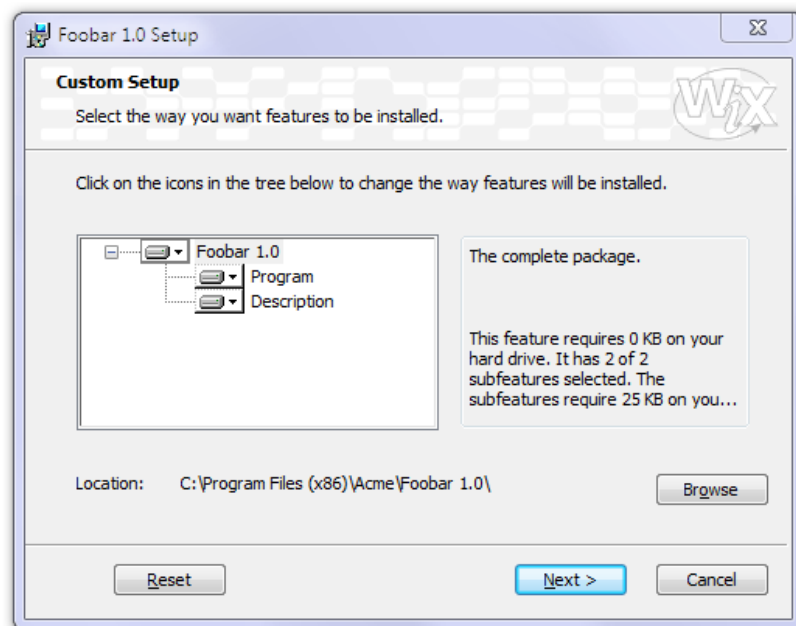 Foobar 1.0 Setup
Custom Setup
Select the way you want features to be installed.
WiX
Click on the icons in the tree below to change the way features will be installed.
Foobar 1.0
Program
Description
The complete package.
This feature requires 0 KB on your
hard drive. It has 2 of 2
subfeatures selected. The
subfeatures require 25 KB on you...
Location: C:\Program Files (x86)\Acme\Foobar 1.0\
Browse
Reset Next > Cancel